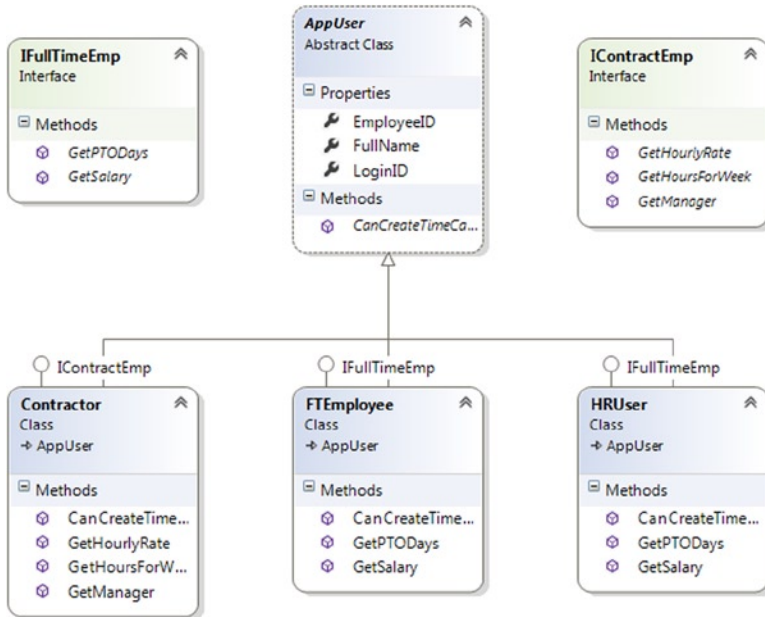 IFullTimeEmp
Interface
Methods
GetPTODays
GetSalary
AppUser
Abstract Class
Properties
EmployeeID
FullName
LoginID
Methods
CanCreateTimeCa...
IContractEmp
Interface
Methods
GetHourlyRate
GetHoursForWeek
GetManager
IContractEmp
Contractor
Class
AppUser
Methods
CanCreateTime...
GetHourlyRate
GetHoursForW...
GetManager
IFullTimeEmp
FTEmployee
Class
AppUser
Methods
CanCreateTime...
GetPTODays
GetSalary
IFullTimeEmp
HRUser
Class
AppUser
Methods
CanCreateTime...
GetPTODays
GetSalary